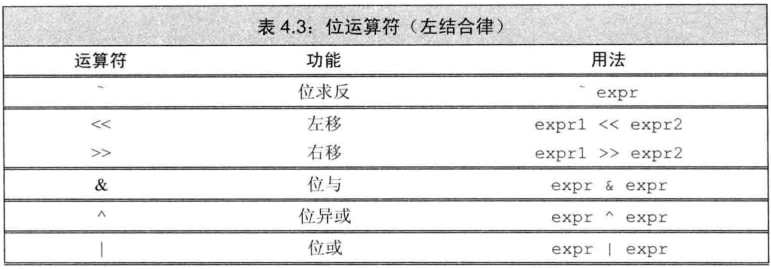 表 4.3：位运算符（左结合律）
运算符 功能 用法
~ 位求反 ~ expr
<< 左移 expr1 << expr2
>> 右移 expr1 >> expr2
& 位与 expr & expr
^ 位异或 expr ^ expr
| 位或 expr | expr